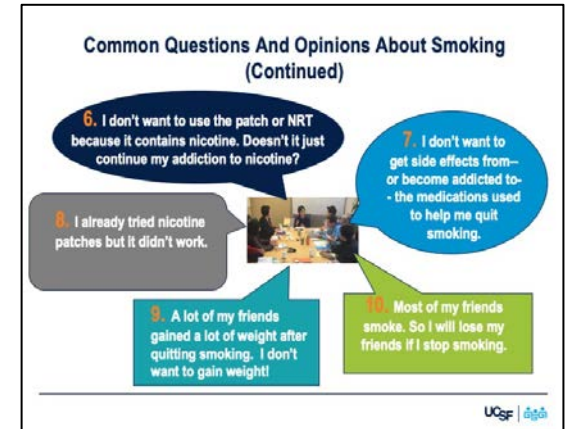 Common Questions And Opinions About Smoking
(Continued)
6. I don't want to use the patch or NRT
because it contains nicotine. Doesn't it just
continue my addiction to nicotine?
7. I don't want to
get side effects from–
or become addicted to-
- the medications used
to help me quit
smoking.
8. I already tried nicotine
patches but it didn't work.
9. A lot of my friends
gained a lot of weight after
quitting smoking. I don't
want to gain weight!
10. Most of my friends
smoke. So I will lose my
friends if I stop smoking.
UCSF